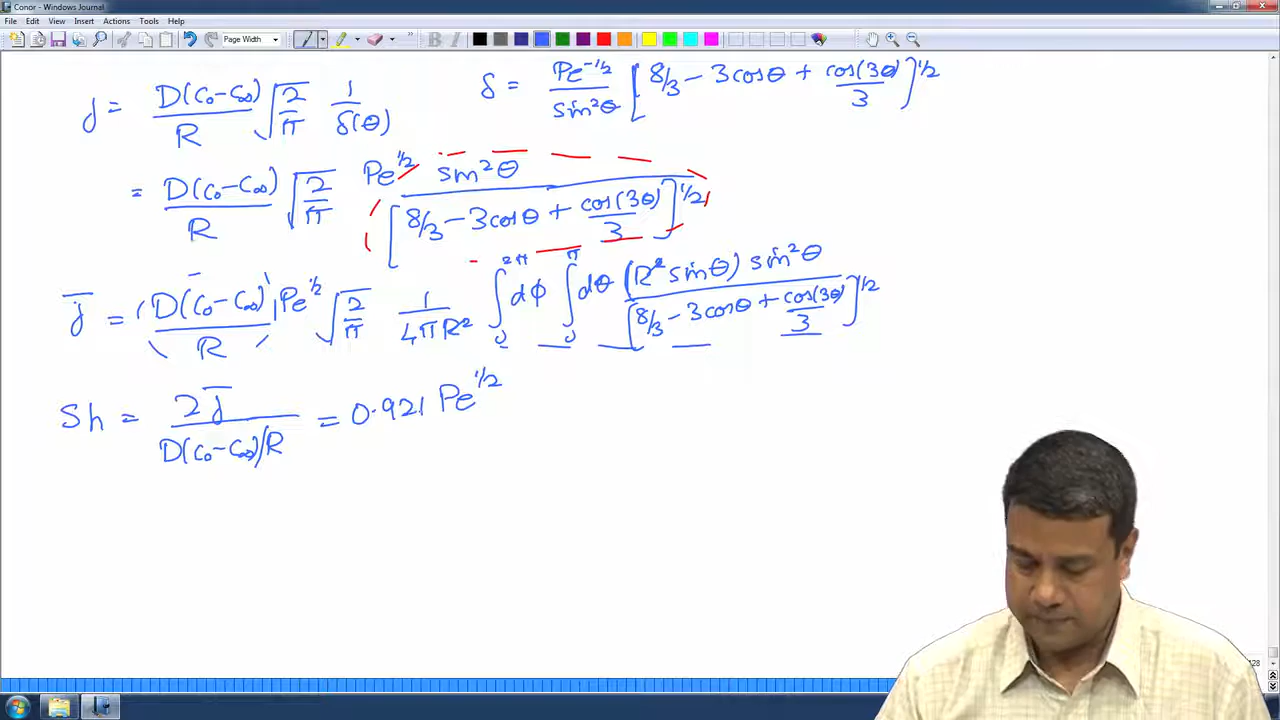 Conor - Windows Journal
File Edit View Insert Actions Tools Help
Page Width
B I
j = D(c₀-c∞)/R √(2/π) 1/δ(θ)    δ = Pe^(-1/2)/sin²θ [8/3 - 3cosθ + cos(3θ)/3]^(1/2)
= D(c₀-c∞)/R √(2/π) Pe^(1/2) sin²θ/[8/3 - 3cosθ + cos(3θ)/3]^(1/2)
j̄ = (D(c₀-c∞)/R) Pe^(1/2) √(2/π) 1/(4πR²) ∫₀^(2π) dφ ∫₀^π dθ (R² sinθ) sin²θ/[8/3 - 3cosθ + cos(3θ)/3]^(1/2)
Sh = 2j̄/(D(c₀-c∞)/R) = 0.921 Pe^(1/2)